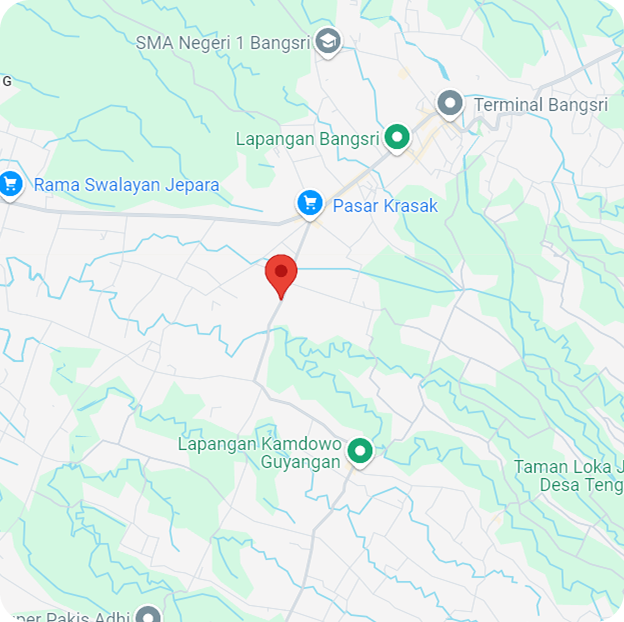 SMA Negeri 1 Bangsri
G
Terminal Bangsri
Lapangan Bangsri
Rama Swalayan Jepara
Pasar Krasak
Lapangan Kamdowo
Guyangan
Taman Loka J
Desa Teng
per Pakis Adhi